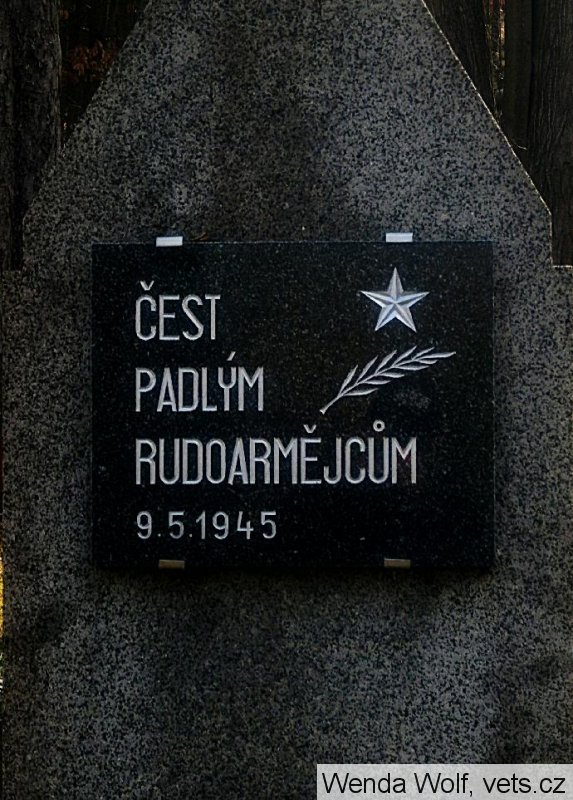 ČEST
PADLÝM
RUDOARMĚJCŮM
9.5.1945
Wenda Wolf, vets.cz